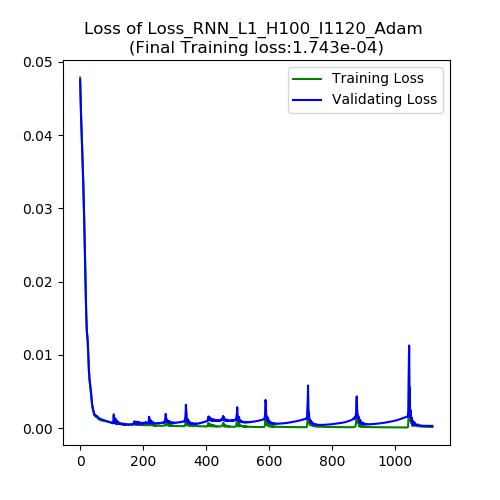 Loss of Loss_RNN_L1_H100_I1120_Adam
(Final Training loss:1.743e-04)
Training Loss
Validating Loss
0.05
0.04
0.03
0.02
0.01
0.00
0 200 400 600 800 1000